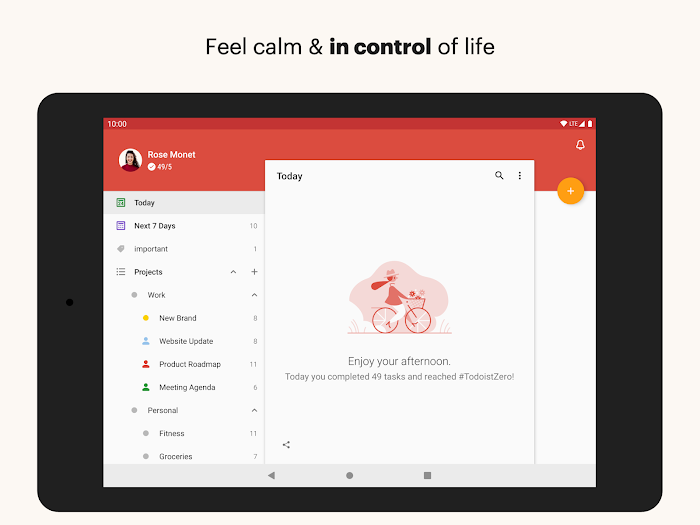 Feel calm & in control of life
10:00
LTE
Rose Monet
49/5
Today
Next 7 Days 10
important 1
Projects
Work
New Brand 8
Website Update 8
Product Roadmap 11
Meeting Agenda 6
Personal
Fitness 11
Groceries 7
Today
Enjoy your afternoon.
Today you completed 49 tasks and reached #TodoistZero!